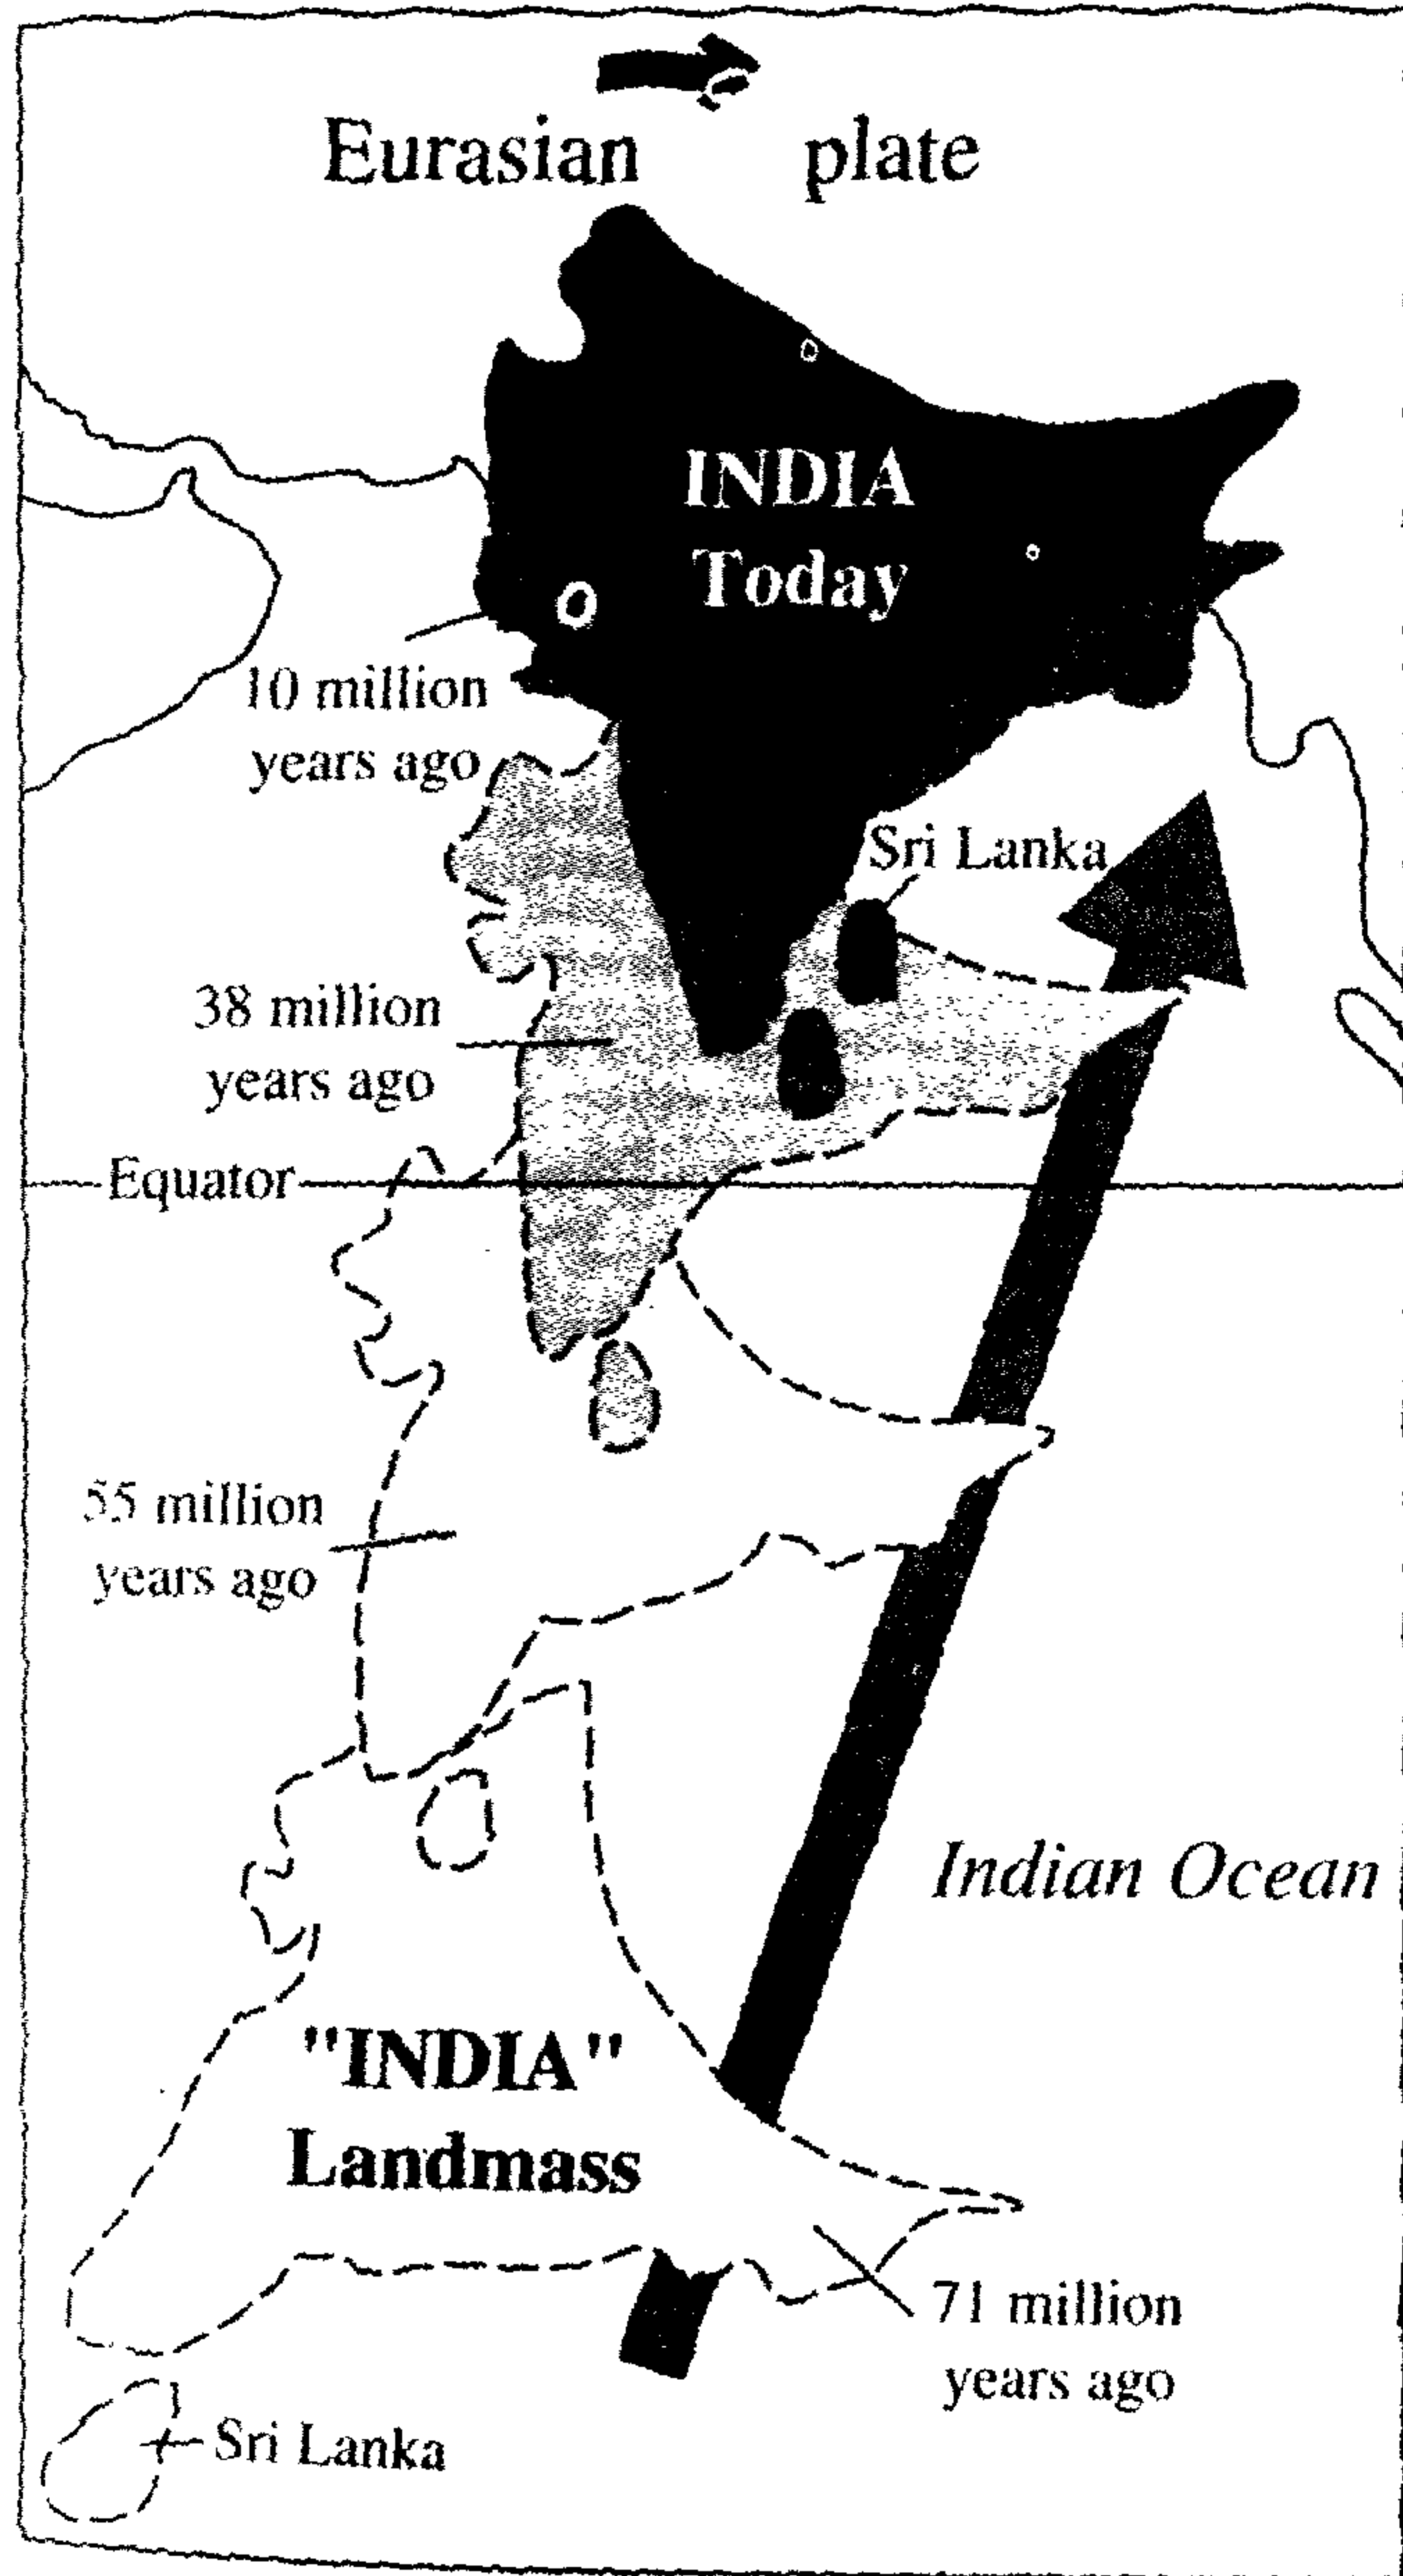 Eurasian plate
INDIA
Today
10 million
years ago
Sri Lanka
38 million
years ago
Equator
55 million
years ago
Indian Ocean
"INDIA"
Landmass
71 million
years ago
Sri Lanka